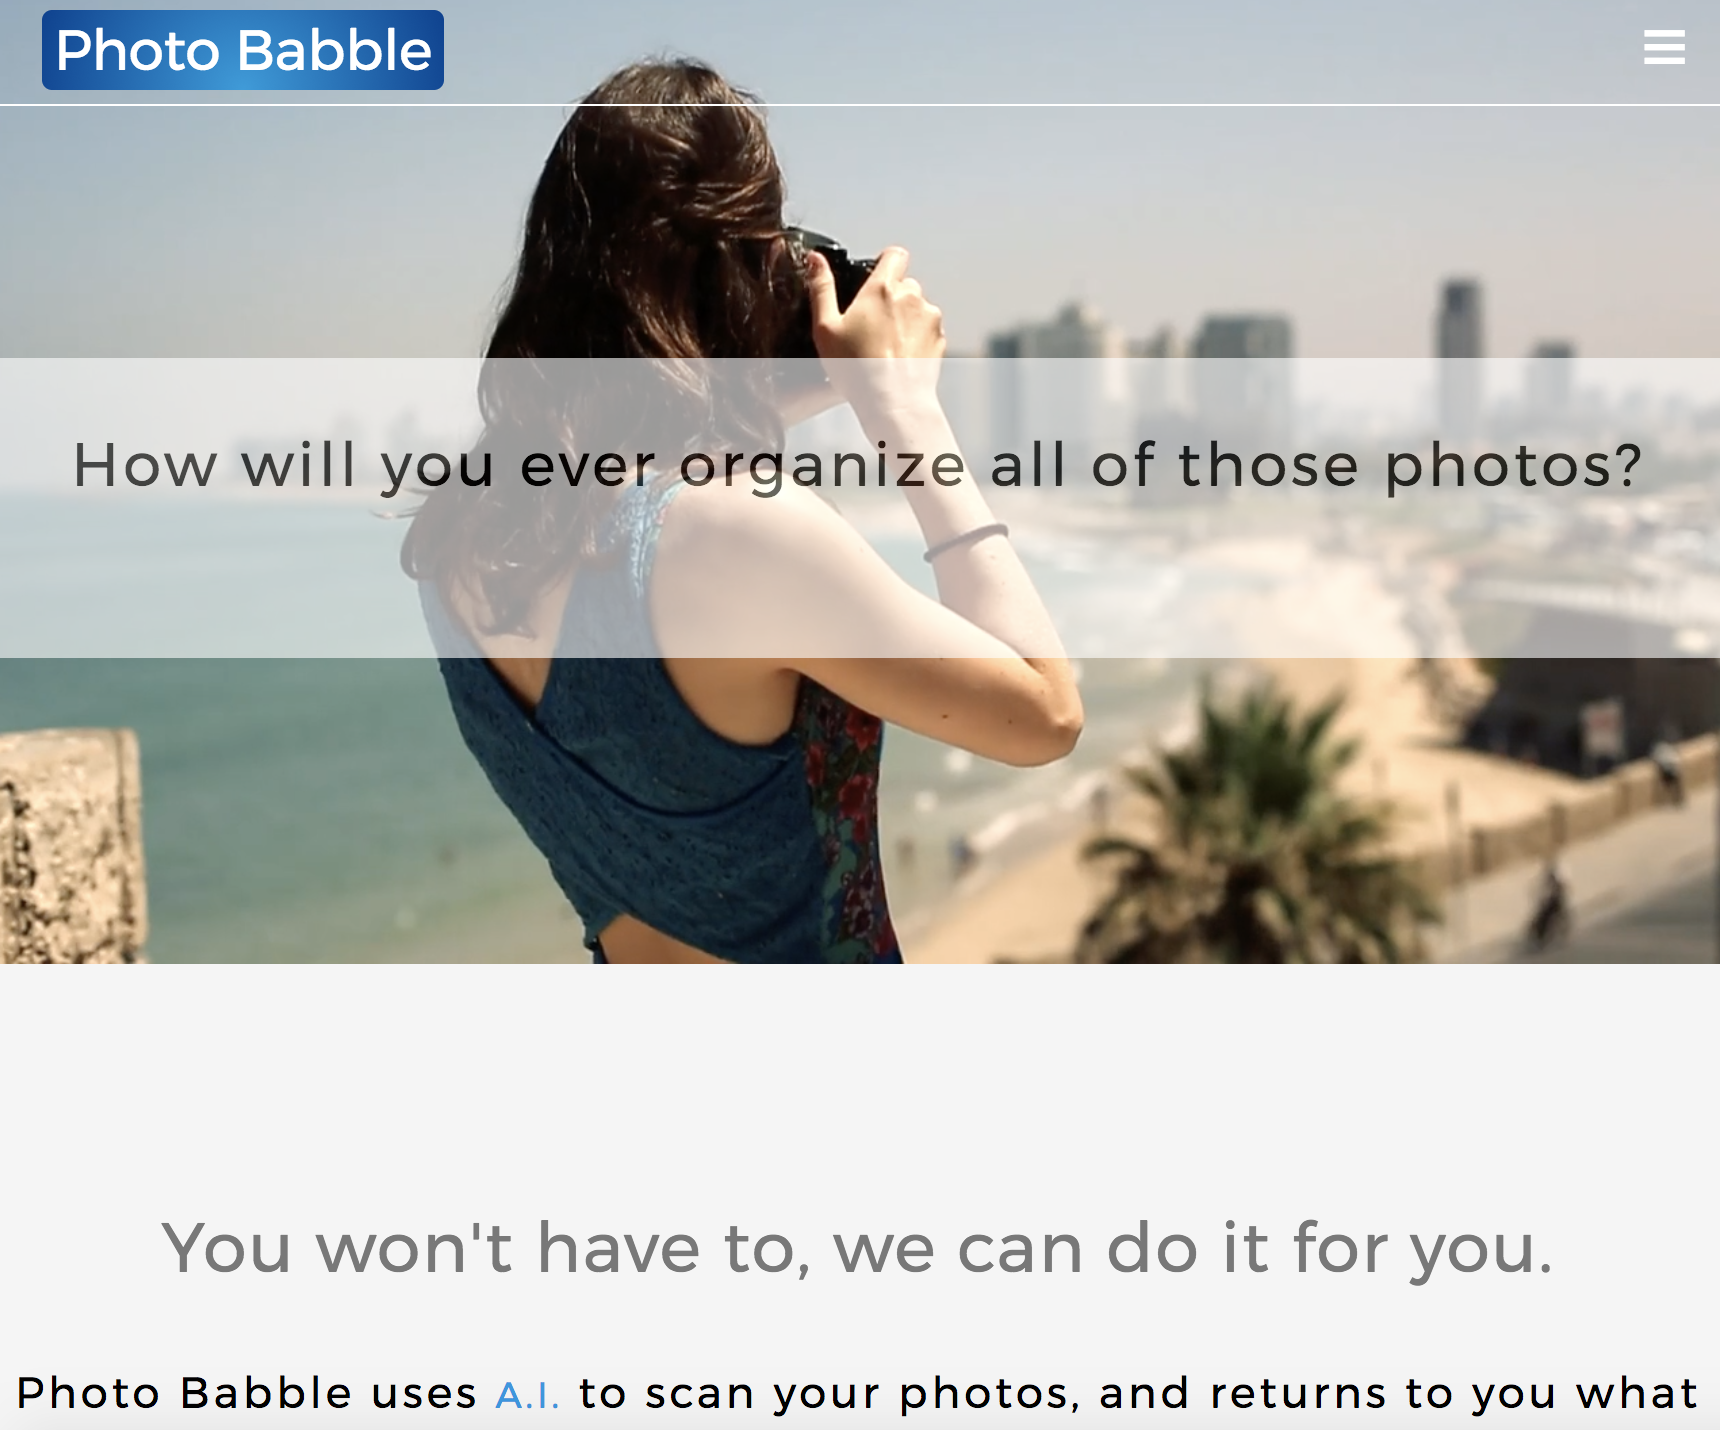 Photo Babble
How will you ever organize all of those photos?
You won't have to, we can do it for you.
Photo Babble uses A.I. to scan your photos, and returns to you what